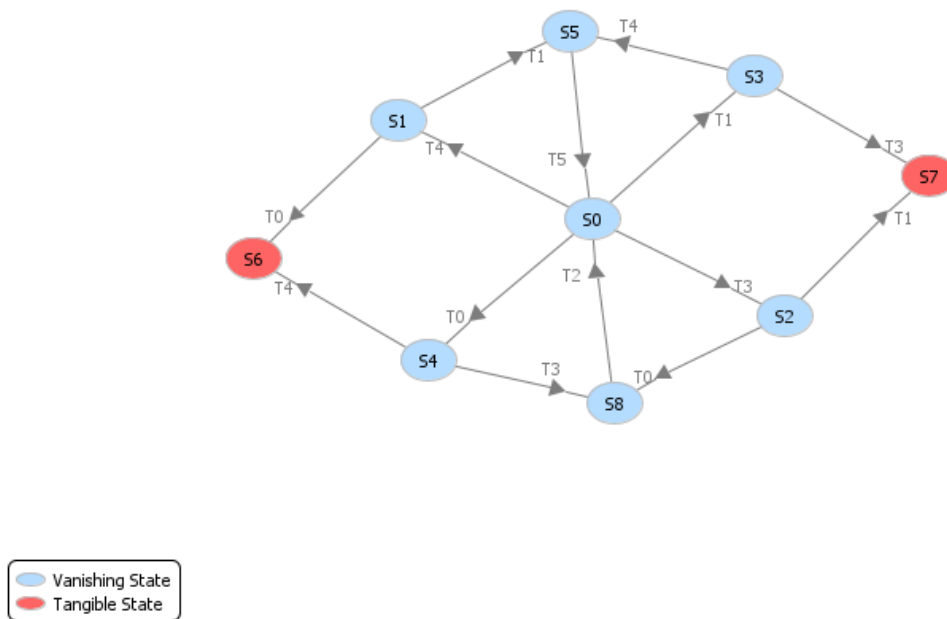 S5
T4
T1
S3
S1
T1
T4
T5
T3
S7
T0
S0
T1
S6
T2
T4
T3
T0
S2
S4
T3
T0
S8
Vanishing State
Tangible State